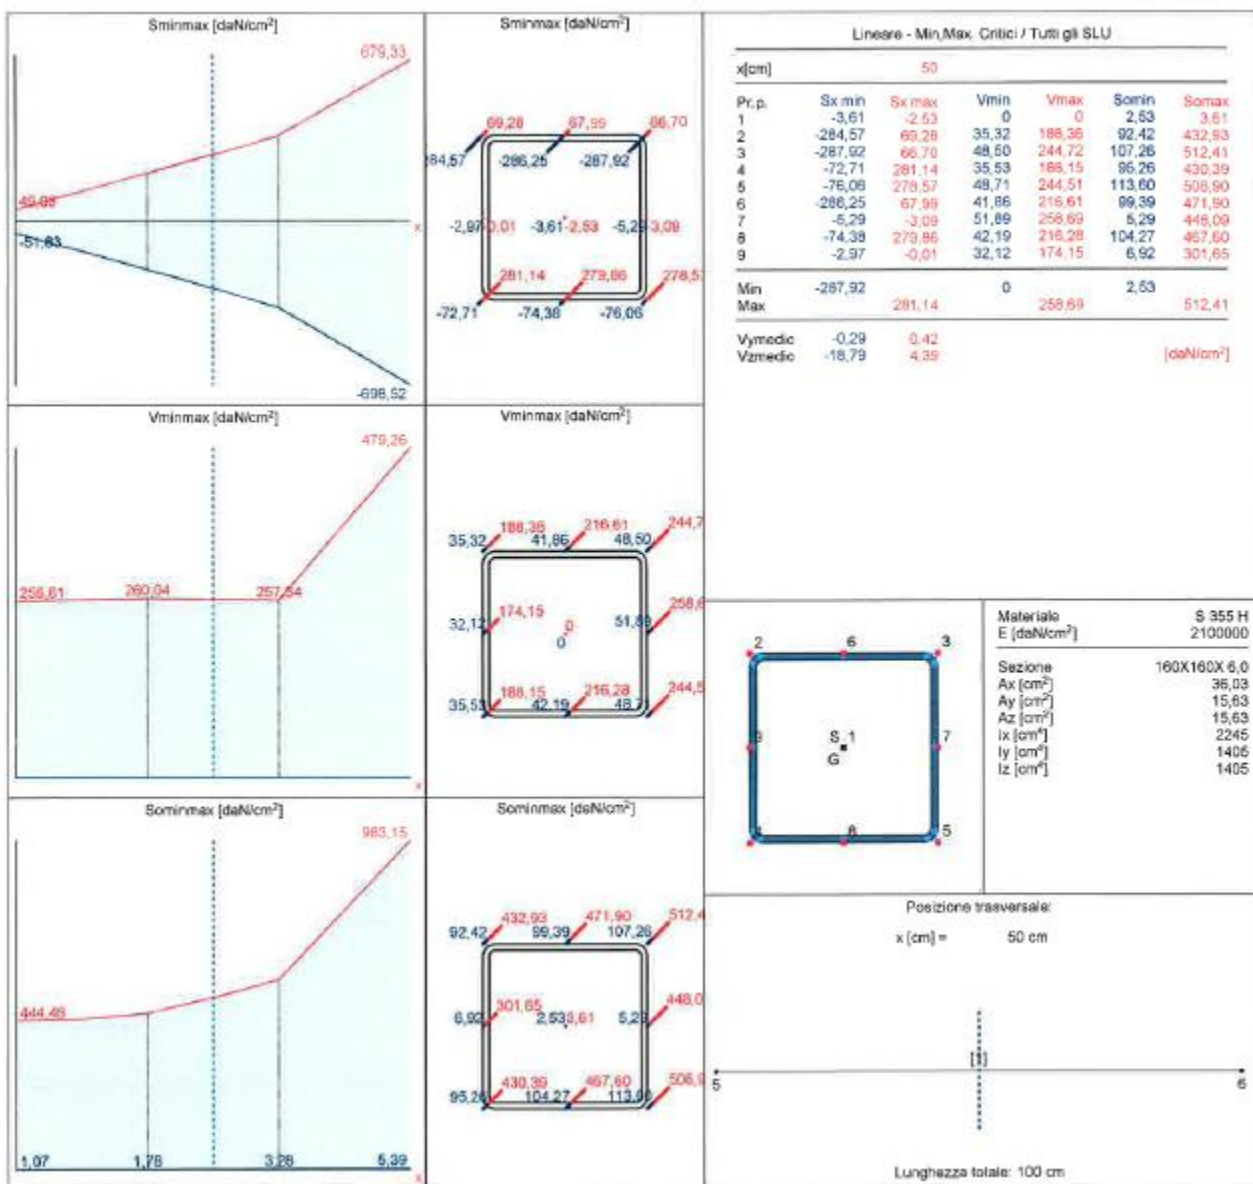 Sminmax [daN/cm²]
679,33
-51,63
x
-698,52
Sminmax [daN/cm²]
69,28 67,99 66,70
-286,25 -287,92
-2,97 -0,01 -3,61 -2,53 -5,29 -3,09
281,14 279,86
-72,71 -74,38 -76,06
Lineare - Min,Max. Critici / Tutti gli SLU
x[cm] 50
Pr.p. Sx min Sx max Vmin Vmax Somin Somax
1 -3,61 -2,53 0 0 2,53 3,61
2 -284,57 69,28 35,32 188,36 92,42 432,93
3 -287,92 66,70 48,50 244,72 107,26 512,41
4 -72,71 281,14 35,53 188,15 95,26 430,39
5 -76,06 278,57 48,71 244,51 113,60 506,90
6 -286,25 67,99 41,86 216,61 99,39 471,90
7 -5,29 -3,09 51,89 258,69 5,29 448,09
8 -74,38 279,86 42,19 216,28 104,27 467,60
9 -2,97 -0,01 32,12 174,15 6,92 301,65
Min -287,92 0 2,53
Max 281,14 258,69 512,41
Vymedio -0,29 0,42
Vzmedio -18,79 4,39 [daN/cm²]
Vminmax [daN/cm²]
479,26
260,04
x
Vminmax [daN/cm²]
188,36 216,61 244,7
35,32 41,86 48,50
174,15
32,12 0
0
188,15 216,28 244,5
35,53 42,19 48,7
Sominmax [daN/cm²]
444,48
1,07 1,78 3,28 5,39
x
Sominmax [daN/cm²]
432,93 471,90 512,4
92,42 99,39 107,26
301,65 448,0
6,92 2,53 3,61 5,29
430,39 467,60 506,9
95,26 104,27
2 6 3
S 1 7
G
8 5
Materiale S 355 H
E [daN/cm²] 2100000
Sezione 160X160X 6,0
Ax [cm²] 36,03
Ay [cm²] 15,63
Az [cm²] 15,63
Ix [cm⁴] 2245
Iy [cm⁴] 1405
Iz [cm⁴] 1405
Posizione trasversale:
x [cm] = 50 cm
[1]
5 6
Lunghezza totale: 100 cm